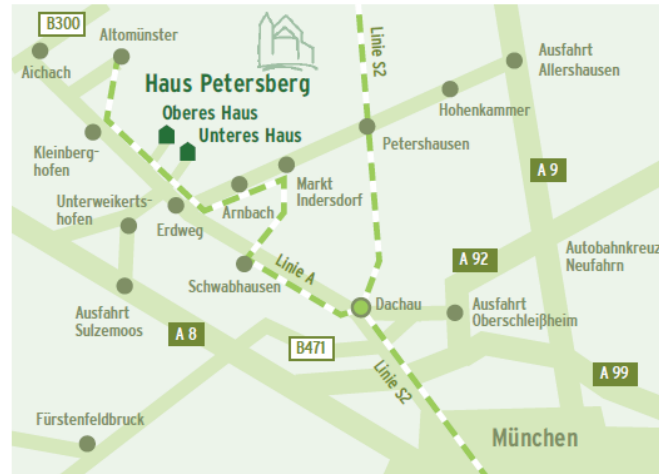 B300
Altomünster
Aichach
Haus Petersberg
Oberes Haus
Unteres Haus
Kleinberg-
hofen
Linie S2
Ausfahrt
Allershausen
Hohenkammer
Petershausen
Markt
Indersdorf
A 9
Unterweikerts-
hofen
Arnbach
Erdweg
Linie A
Schwabhausen
A 92
Autobahnkreuz
Neufahrn
Ausfahrt
Sulzemoos
A 8
Dachau
Ausfahrt
Oberschleißheim
B471
Linie S2
A 99
Fürstenfeldbruck
München